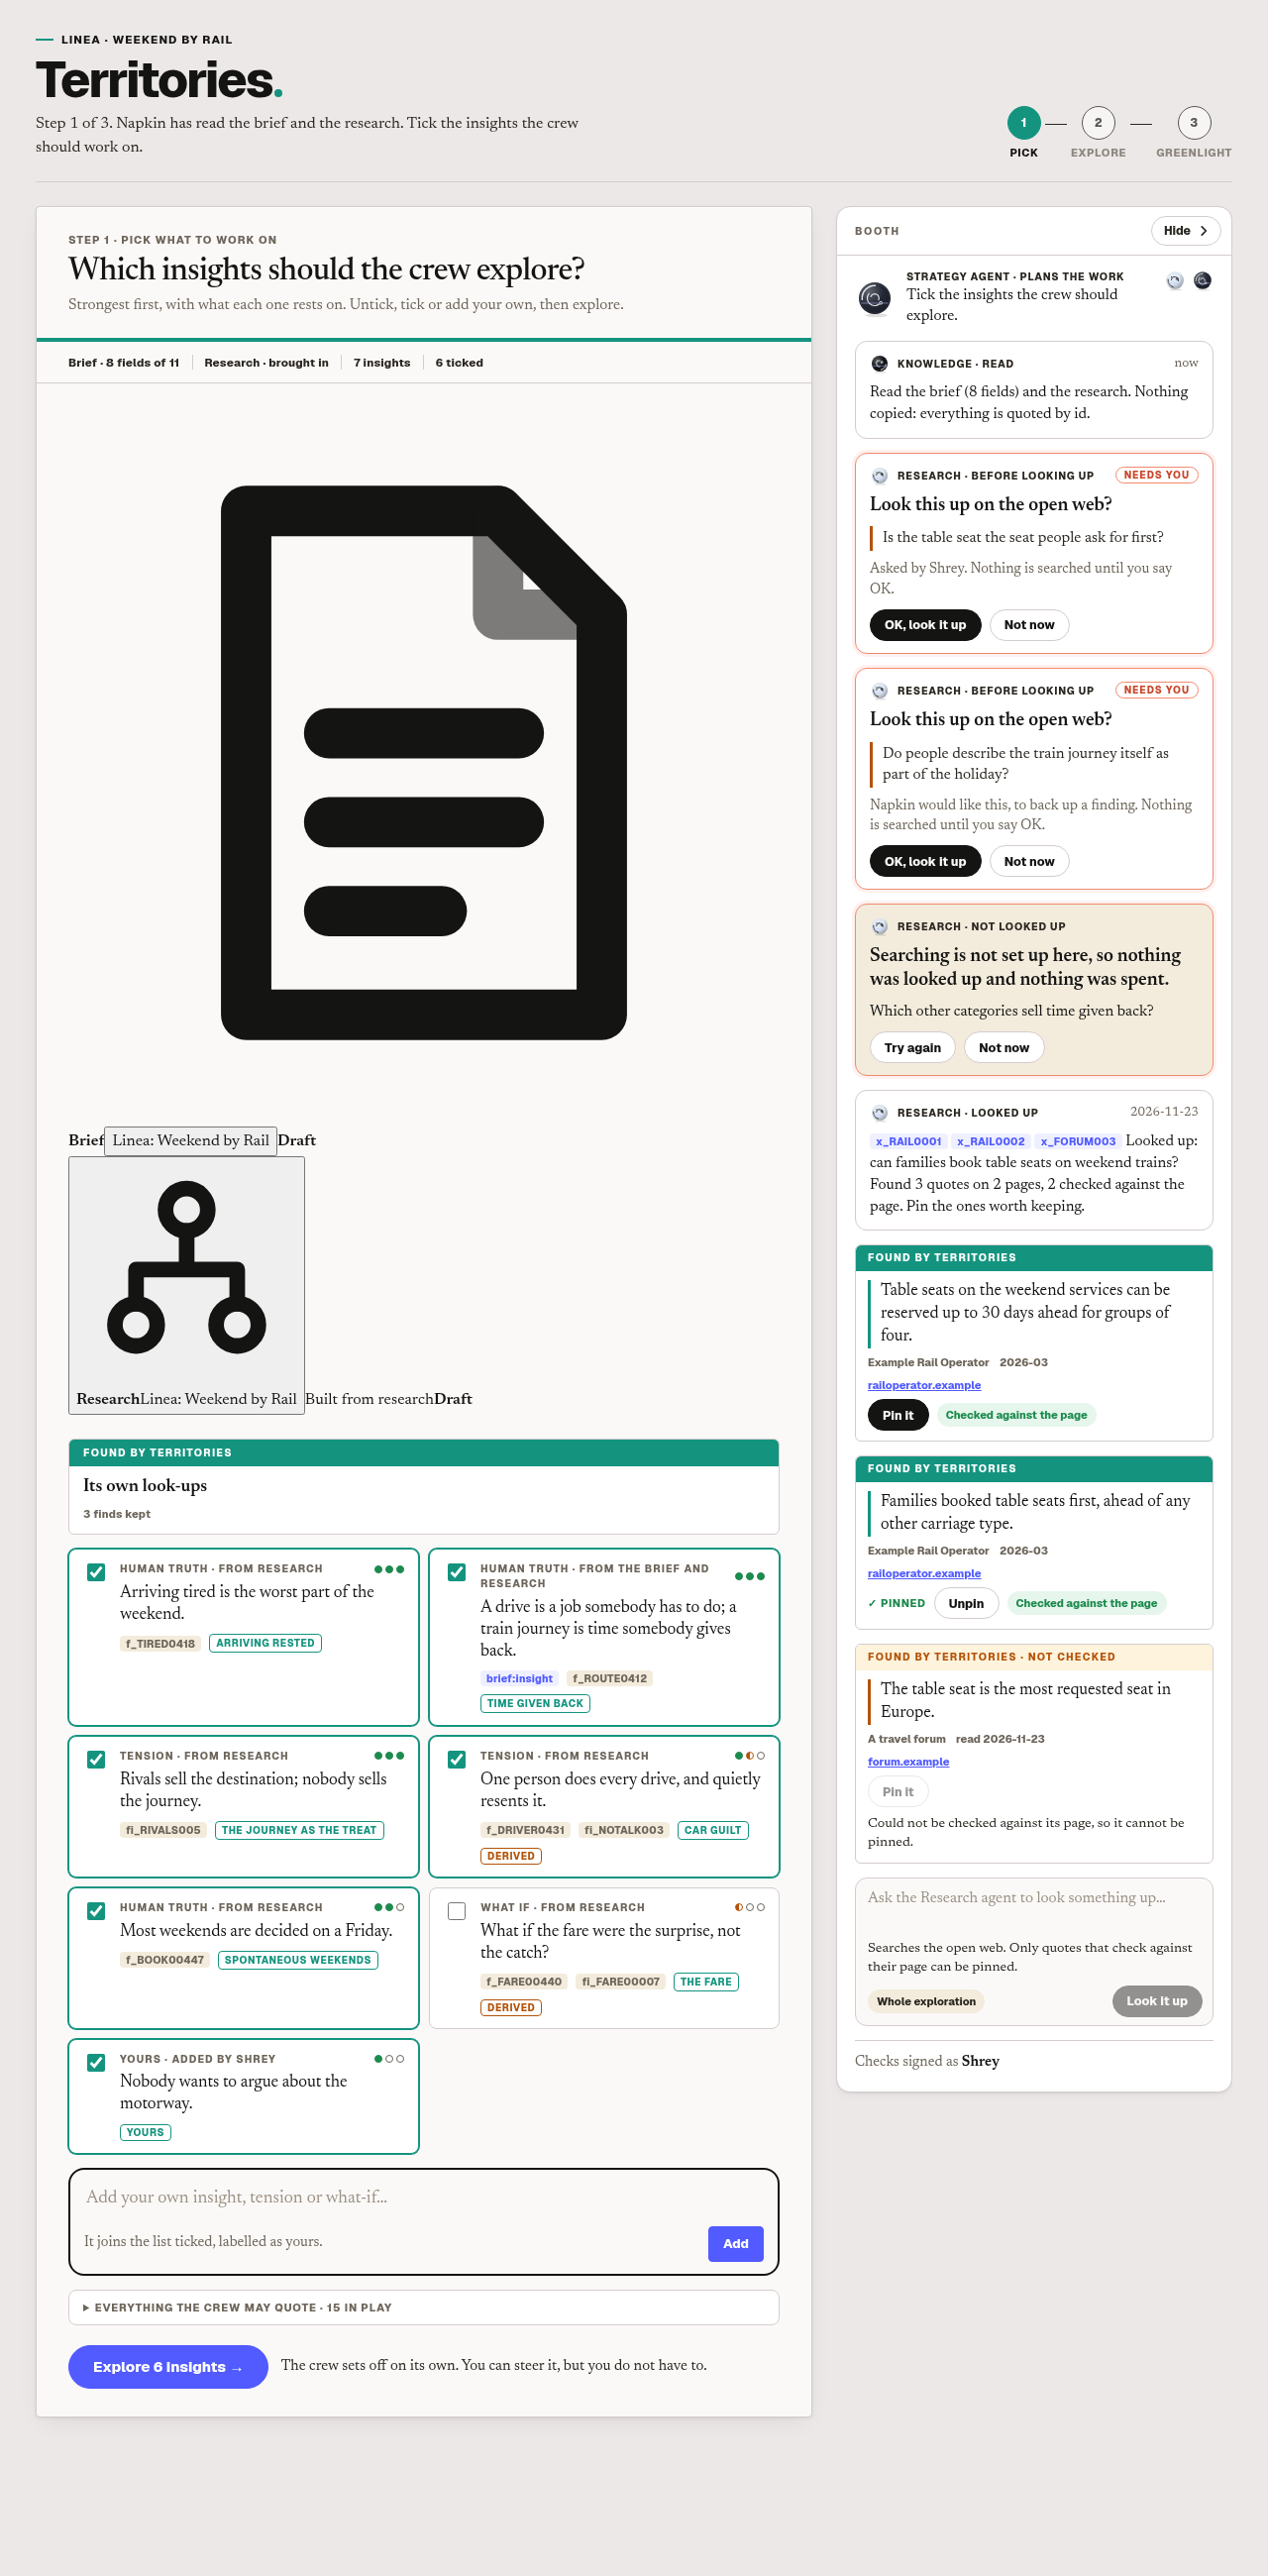 LINEA · WEEKEND BY RAIL
Territories.
Step 1 of 3. Napkin has read the brief and the research. Tick the insights the crew
should work on.
1
2
3
PICK
EXPLORE
GREENLIGHT
STEP 1 · PICK WHAT TO WORK ON
Which insights should the crew explore?
Strongest first, with what each one rests on. Untick, tick or add your own, then explore.
Brief · 8 fields of 11
Research · brought in
7 insights
6 ticked
Brief Linea: Weekend by Rail Draft
Research Linea: Weekend by Rail Built from research Draft
FOUND BY TERRITORIES
Its own look-ups
3 finds kept
HUMAN TRUTH · FROM RESEARCH
Arriving tired is the worst part of the
weekend.
f_TIRED0418 ARRIVING RESTED
HUMAN TRUTH · FROM THE BRIEF AND
RESEARCH
A drive is a job somebody has to do; a
train journey is time somebody gives
back.
brief:insight f_ROUTE0412
TIME GIVEN BACK
TENSION · FROM RESEARCH
Rivals sell the destination; nobody sells
the journey.
fi_RIVALS005 THE JOURNEY AS THE TREAT
TENSION · FROM RESEARCH
One person does every drive, and quietly
resents it.
f_DRIVER0431 fi_NOTALK003 CAR GUILT
DERIVED
HUMAN TRUTH · FROM RESEARCH
Most weekends are decided on a Friday.
f_BOOK00447 SPONTANEOUS WEEKENDS
WHAT IF · FROM RESEARCH
What if the fare were the surprise, not
the catch?
f_FARE00440 fi_FARE00007 THE FARE
DERIVED
YOURS · ADDED BY SHREY
Nobody wants to argue about the
motorway.
YOURS
Add your own insight, tension or what-if…
It joins the list ticked, labelled as yours.
Add
EVERYTHING THE CREW MAY QUOTE · 15 IN PLAY
Explore 6 insights →
The crew sets off on its own. You can steer it, but you do not have to.
BOOTH
Hide
STRATEGY AGENT · PLANS THE WORK
Tick the insights the crew should
explore.
KNOWLEDGE · READ
now
Read the brief (8 fields) and the research. Nothing
copied: everything is quoted by id.
RESEARCH · BEFORE LOOKING UP
NEEDS YOU
Look this up on the open web?
Is the table seat the seat people ask for first?
Asked by Shrey. Nothing is searched until you say
OK.
OK, look it up
Not now
RESEARCH · BEFORE LOOKING UP
NEEDS YOU
Look this up on the open web?
Do people describe the train journey itself as
part of the holiday?
Napkin would like this, to back up a finding. Nothing
is searched until you say OK.
OK, look it up
Not now
RESEARCH · NOT LOOKED UP
Searching is not set up here, so nothing
was looked up and nothing was spent.
Which other categories sell time given back?
Try again
Not now
RESEARCH · LOOKED UP
2026-11-23
x_RAIL0001 x_RAIL0002 x_FORUM003 Looked up:
can families book table seats on weekend trains?
Found 3 quotes on 2 pages, 2 checked against the
page. Pin the ones worth keeping.
FOUND BY TERRITORIES
Table seats on the weekend services can be
reserved up to 30 days ahead for groups of
four.
Example Rail Operator 2026-03
railoperator.example
Pin it
Checked against the page
FOUND BY TERRITORIES
Families booked table seats first, ahead of any
other carriage type.
Example Rail Operator 2026-03
railoperator.example
✓ PINNED
Unpin
Checked against the page
FOUND BY TERRITORIES · NOT CHECKED
The table seat is the most requested seat in
Europe.
A travel forum read 2026-11-23
forum.example
Pin it
Could not be checked against its page, so it cannot be
pinned.
Ask the Research agent to look something up…
Searches the open web. Only quotes that check against
their page can be pinned.
Whole exploration
Look it up
Checks signed as Shrey